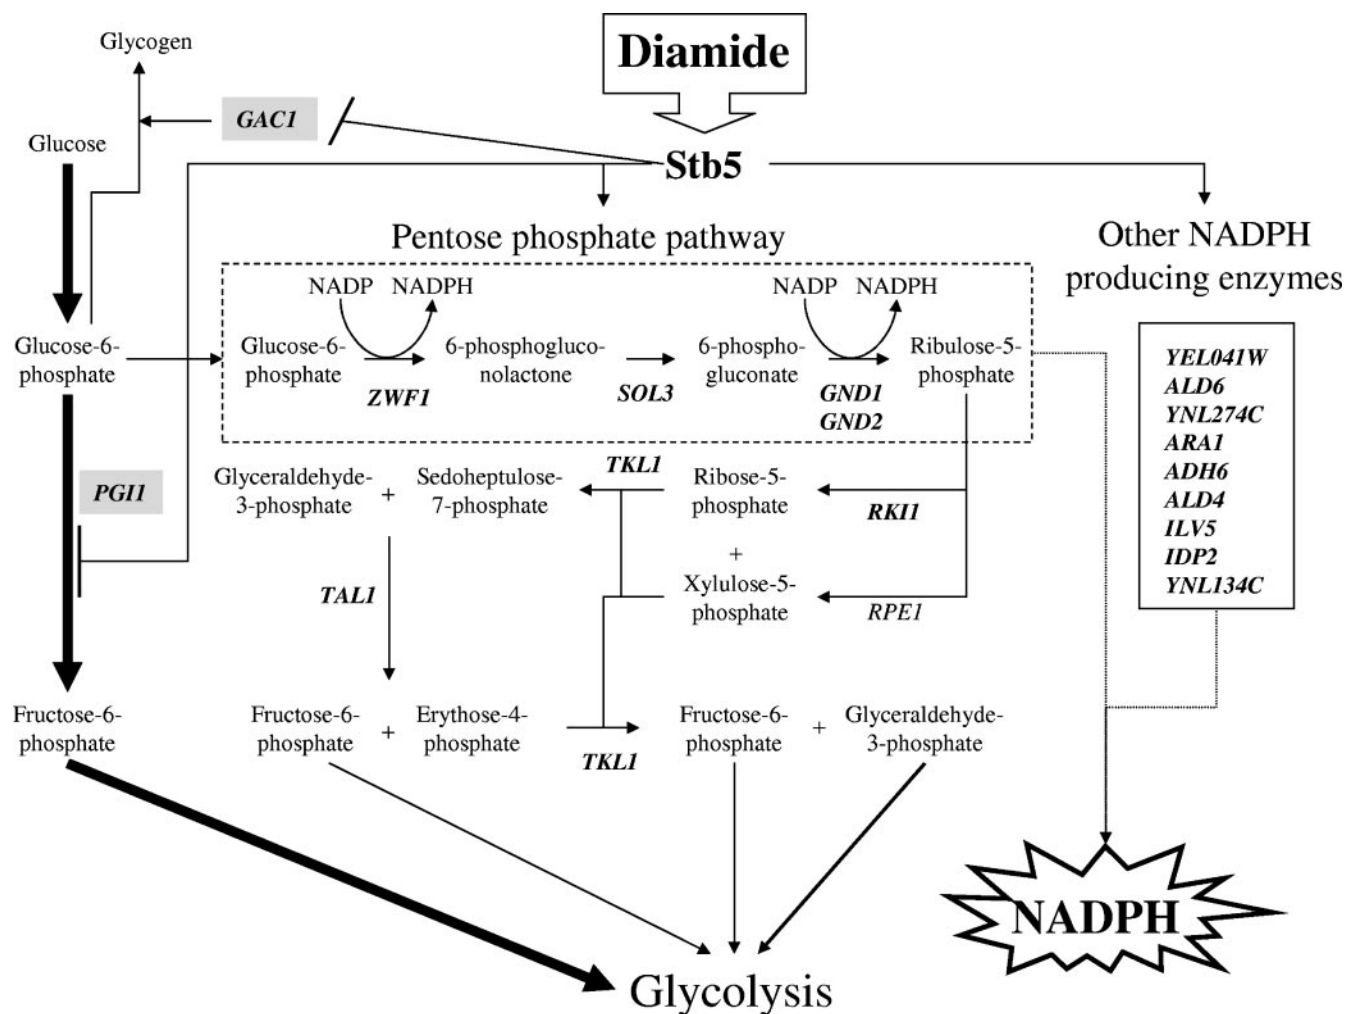 Glycogen
Diamide
GAC1
Glucose
Stb5
Pentose phosphate pathway
Other NADPH
producing enzymes
NADP NADPH
NADP NADPH
Glucose-6-
phosphate
Glucose-6-
phosphate
6-phosphogluco-
nolactone
6-phospho-
gluconate
Ribulose-5-
phosphate
ZWF1
SOL3
GND1
GND2
YEL041W
ALD6
YNL274C
ARA1
ADH6
ALD4
ILV5
IDP2
YNL134C
PGI1
Glyceraldehyde-
3-phosphate
+
Sedoheptulose-
7-phosphate
TKL1
Ribose-5-
phosphate
RKI1
+
Xylulose-5-
phosphate
RPE1
TAL1
Fructose-6-
phosphate
Fructose-6-
phosphate
+
Erythose-4-
phosphate
TKL1
Fructose-6-
phosphate
+
Glyceraldehyde-
3-phosphate
NADPH
Glycolysis